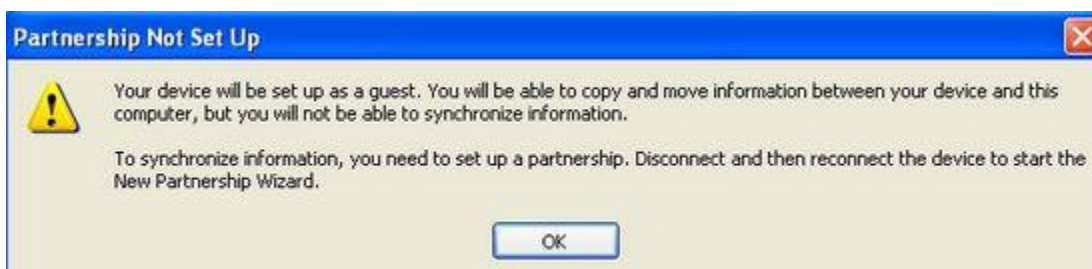 Partnership Not Set Up
Your device will be set up as a guest. You will be able to copy and move information between your device and this
computer, but you will not be able to synchronize information.
To synchronize information, you need to set up a partnership. Disconnect and then reconnect the device to start the
New Partnership Wizard.
OK